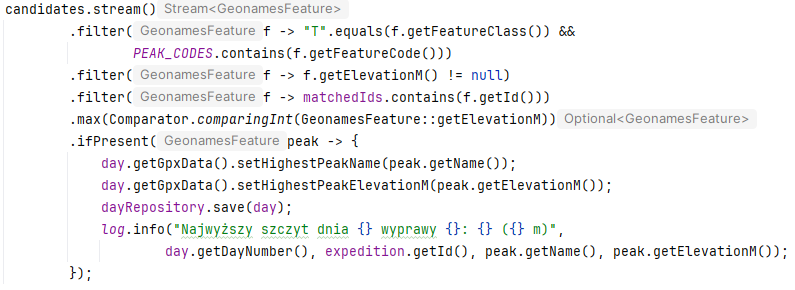 candidates.stream() Stream<GeonamesFeature>
.filter( GeonamesFeature f -> "T".equals(f.getFeatureClass()) &&
PEAK_CODES.contains(f.getFeatureCode()))
.filter( GeonamesFeature f -> f.getElevationM() != null)
.filter( GeonamesFeature f -> matchedIds.contains(f.getId()))
.max(Comparator.comparingInt(GeonamesFeature::getElevationM)) Optional<GeonamesFeature>
.ifPresent( GeonamesFeature peak -> {
day.getGpxData().setHighestPeakName(peak.getName());
day.getGpxData().setHighestPeakElevationM(peak.getElevationM());
dayRepository.save(day);
log.info("Najwyższy szczyt dnia {} wyprawy {}: {} ({} m)",
day.getDayNumber(), expedition.getId(), peak.getName(), peak.getElevationM());
});